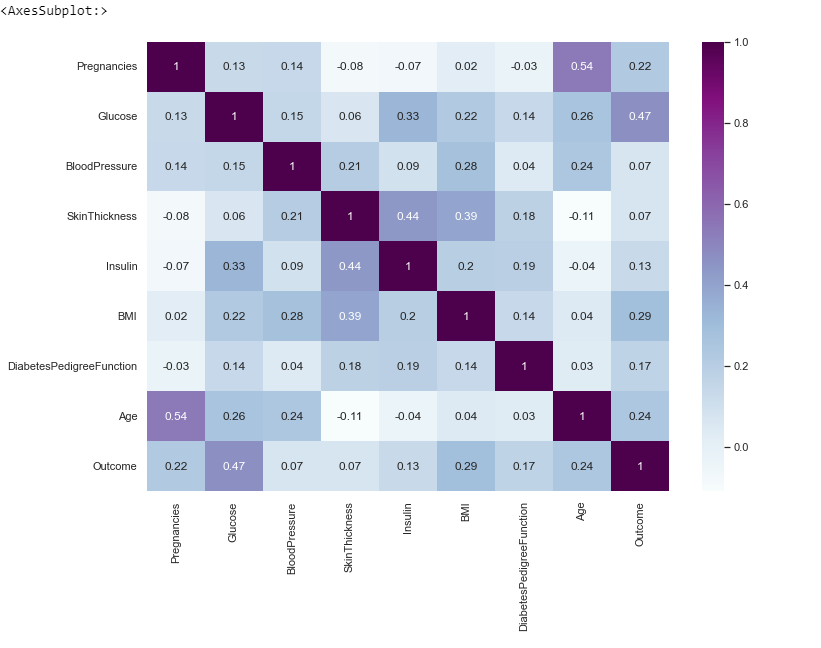 <AxesSubplot:>
Pregnancies 1 0.13 0.14 -0.08 -0.07 0.02 -0.03 0.54 0.22
Glucose 0.13 1 0.15 0.06 0.33 0.22 0.14 0.26 0.47
BloodPressure 0.14 0.15 1 0.21 0.09 0.28 0.04 0.24 0.07
SkinThickness -0.08 0.06 0.21 1 0.44 0.39 0.18 -0.11 0.07
Insulin -0.07 0.33 0.09 0.44 1 0.2 0.19 -0.04 0.13
BMI 0.02 0.22 0.28 0.39 0.2 1 0.14 0.04 0.29
DiabetesPedigreeFunction -0.03 0.14 0.04 0.18 0.19 0.14 1 0.03 0.17
Age 0.54 0.26 0.24 -0.11 -0.04 0.04 0.03 1 0.24
Outcome 0.22 0.47 0.07 0.07 0.13 0.29 0.17 0.24 1
Pregnancies
Glucose
BloodPressure
SkinThickness
Insulin
BMI
DiabetesPedigreeFunction
Age
Outcome
1.0
0.8
0.6
0.4
0.2
0.0